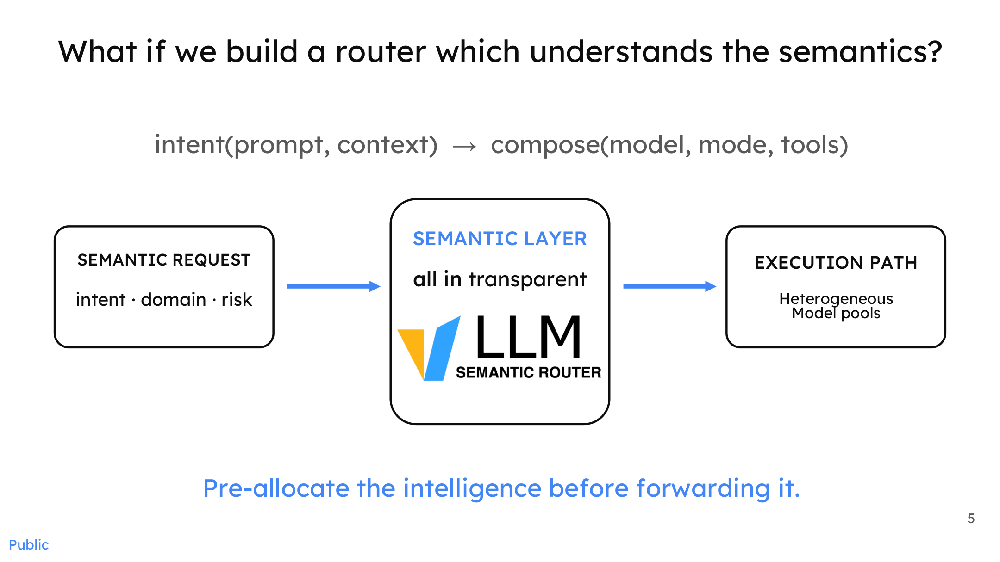 What if we build a router which understands the semantics?
intent(prompt, context) → compose(model, mode, tools)
SEMANTIC REQUEST
intent · domain · risk
SEMANTIC LAYER
all in transparent
LLM
SEMANTIC ROUTER
EXECUTION PATH
Heterogeneous
Model pools
Pre-allocate the intelligence before forwarding it.
5
Public